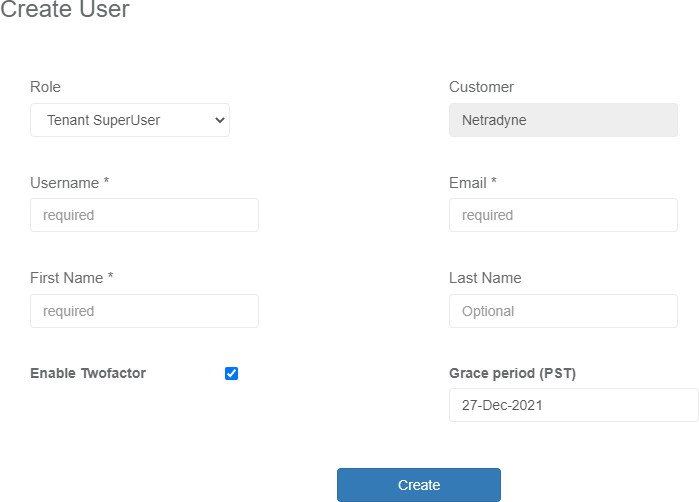 Create User
Role
Customer
Tenant SuperUser
Netradyne
Username *
Email *
required
required
First Name *
Last Name
required
Optional
Enable Twofactor
Grace period (PST)
27-Dec-2021
Create